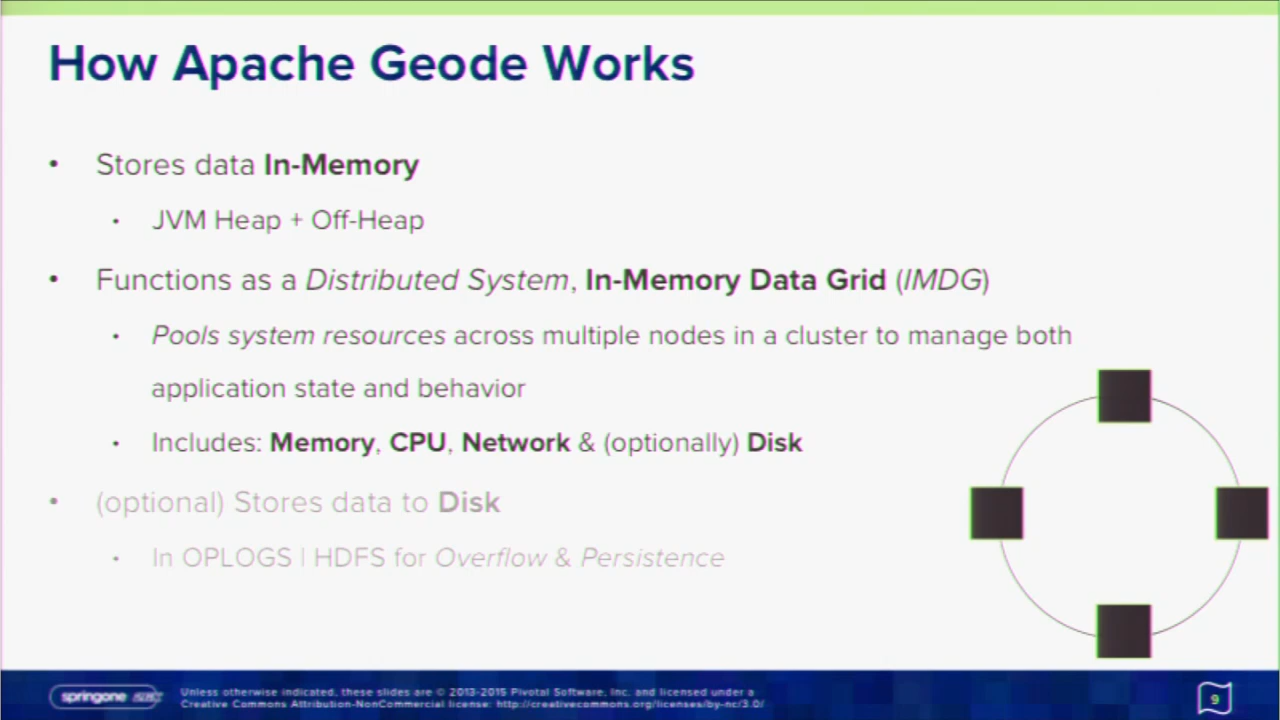 How Apache Geode Works
• Stores data In-Memory
• JVM Heap + Off-Heap
• Functions as a Distributed System, In-Memory Data Grid (IMDG)
• Pools system resources across multiple nodes in a cluster to manage both
application state and behavior
• Includes: Memory, CPU, Network & (optionally) Disk
• (optional) Stores data to Disk
• In OPLOGS | HDFS for Overflow & Persistence
springone
Unless otherwise indicated, these slides are © 2013-2015 Pivotal Software, Inc. and licensed under a
Creative Commons Attribution-NonCommercial license: http://creativecommons.org/licenses/by-nc/3.0/
9